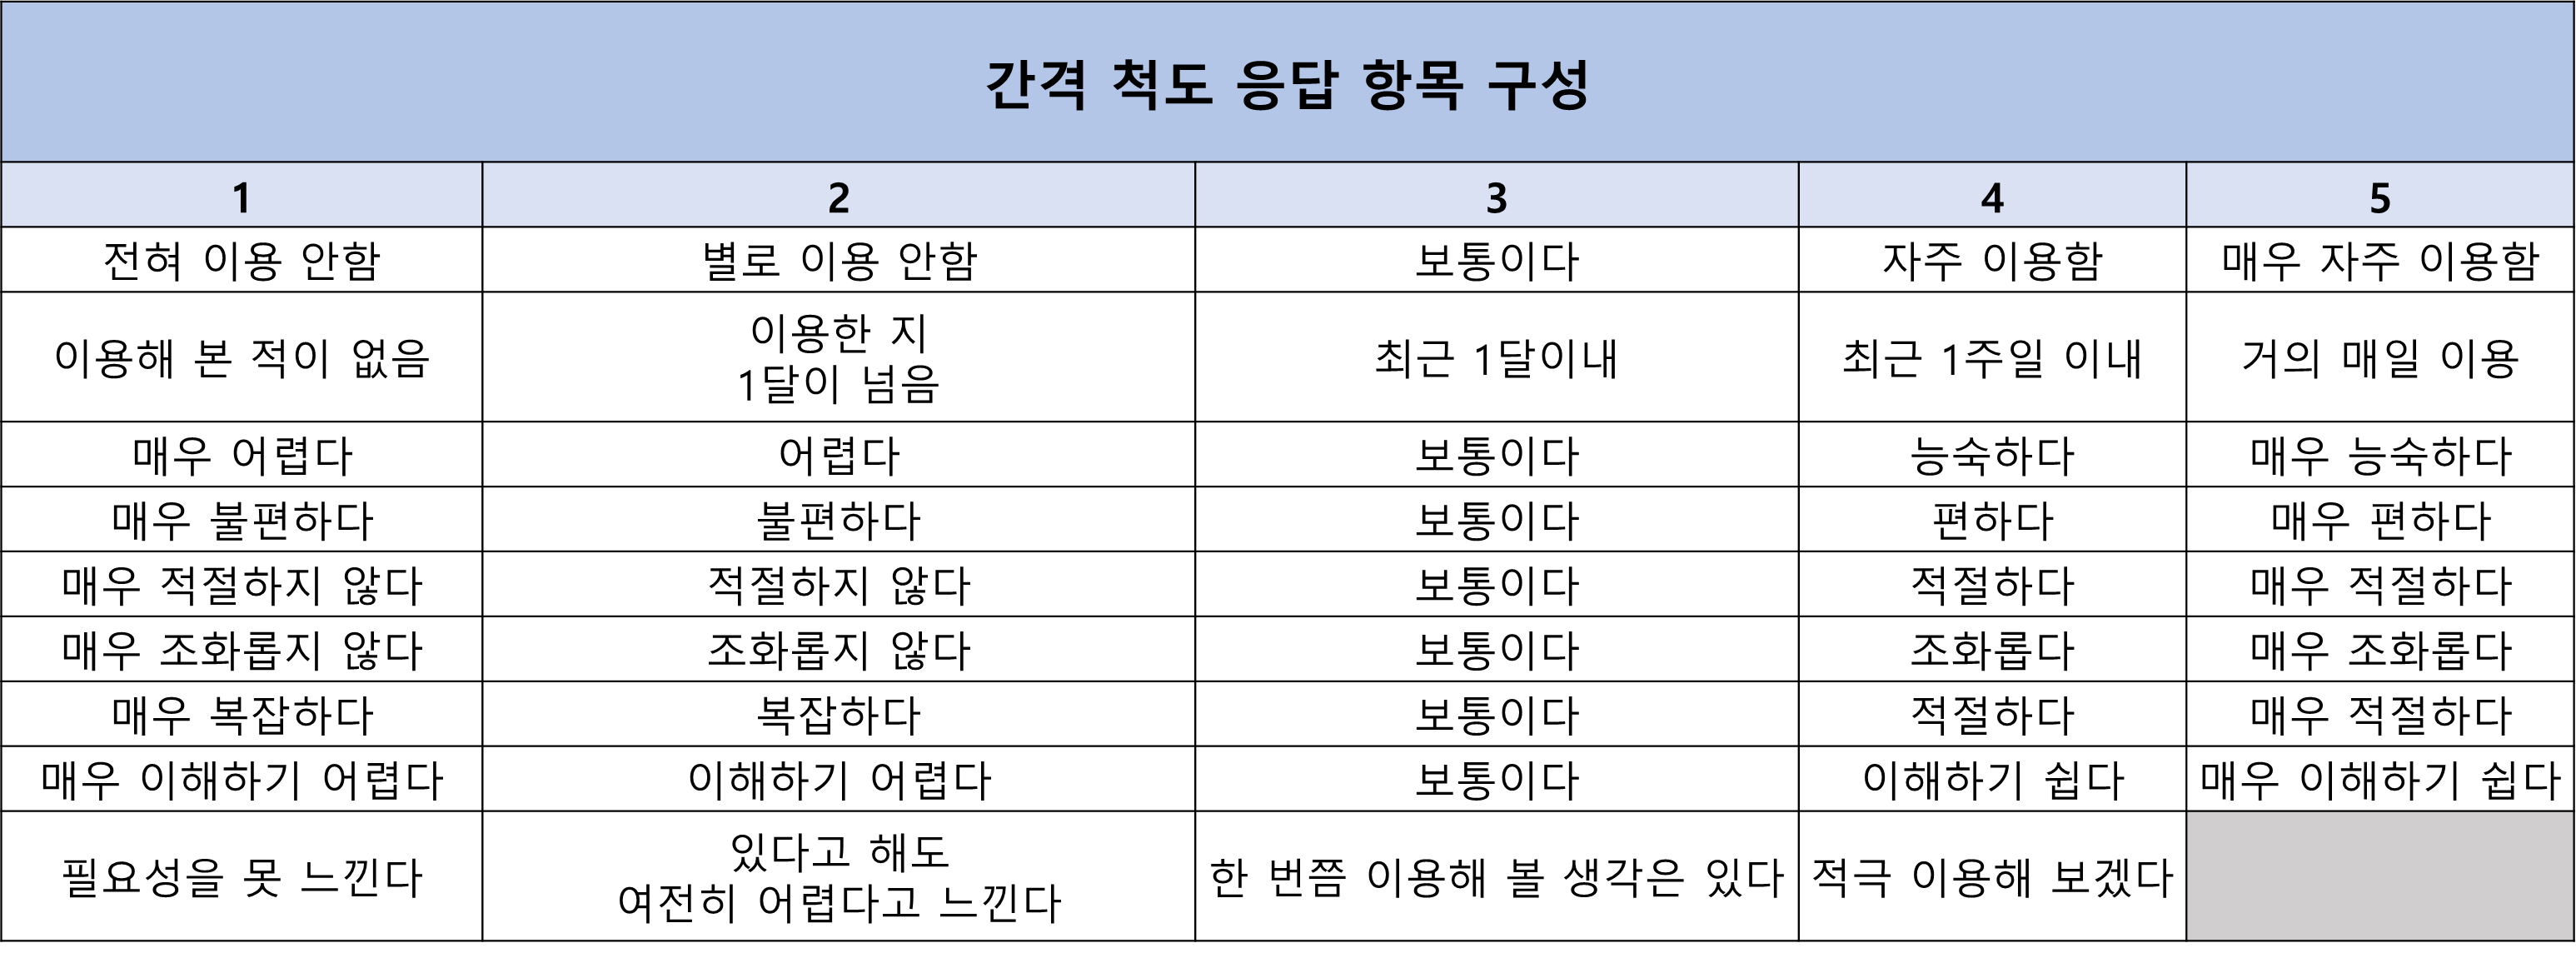 간격 척도 응답 항목 구성
1 2 3 4 5
전혀 이용 안함 별로 이용 안함 보통이다 자주 이용함 매우 자주 이용함
이용해 본 적이 없음 이용한 지 최근 1달이내 최근 1주일 이내 거의 매일 이용
1달이 넘음
매우 어렵다 어렵다 보통이다 능숙하다 매우 능숙하다
매우 불편하다 불편하다 보통이다 편하다 매우 편하다
매우 적절하지 않다 적절하지 않다 보통이다 적절하다 매우 적절하다
매우 조화롭지 않다 조화롭지 않다 보통이다 조화롭다 매우 조화롭다
매우 복잡하다 복잡하다 보통이다 적절하다 매우 적절하다
매우 이해하기 어렵다 이해하기 어렵다 보통이다 이해하기 쉽다 매우 이해하기 쉽다
필요성을 못 느낀다 있다고 해도 한 번쯤 이용해 볼 생각은 있다 적극 이용해 보겠다
여전히 어렵다고 느낀다